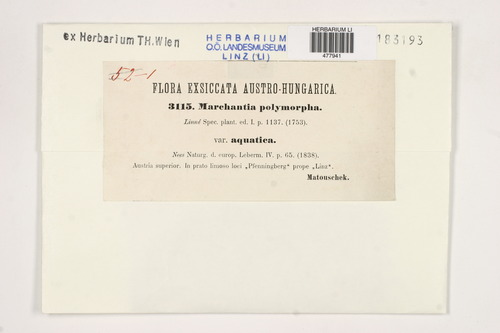 ex Herbarium TH.Wien
HERBARIUM
O.Ö. LANDESMUSEUM
LINZ (LI)
HERBARIUM LI
477941
183193
52-1
FLORA EXSICCATA AUSTRO-HUNGARICA.
3115. Marchantia polymorpha.
Linné Spec. plant. ed. I. p. 1137. (1753).
var. aquatica.
Nees Naturg. d. europ. Leberm. IV. p. 65. (1838).
Austria superior. In prato limoso loci „Pfenningberg“ prope „Linz“.
Matouschek.